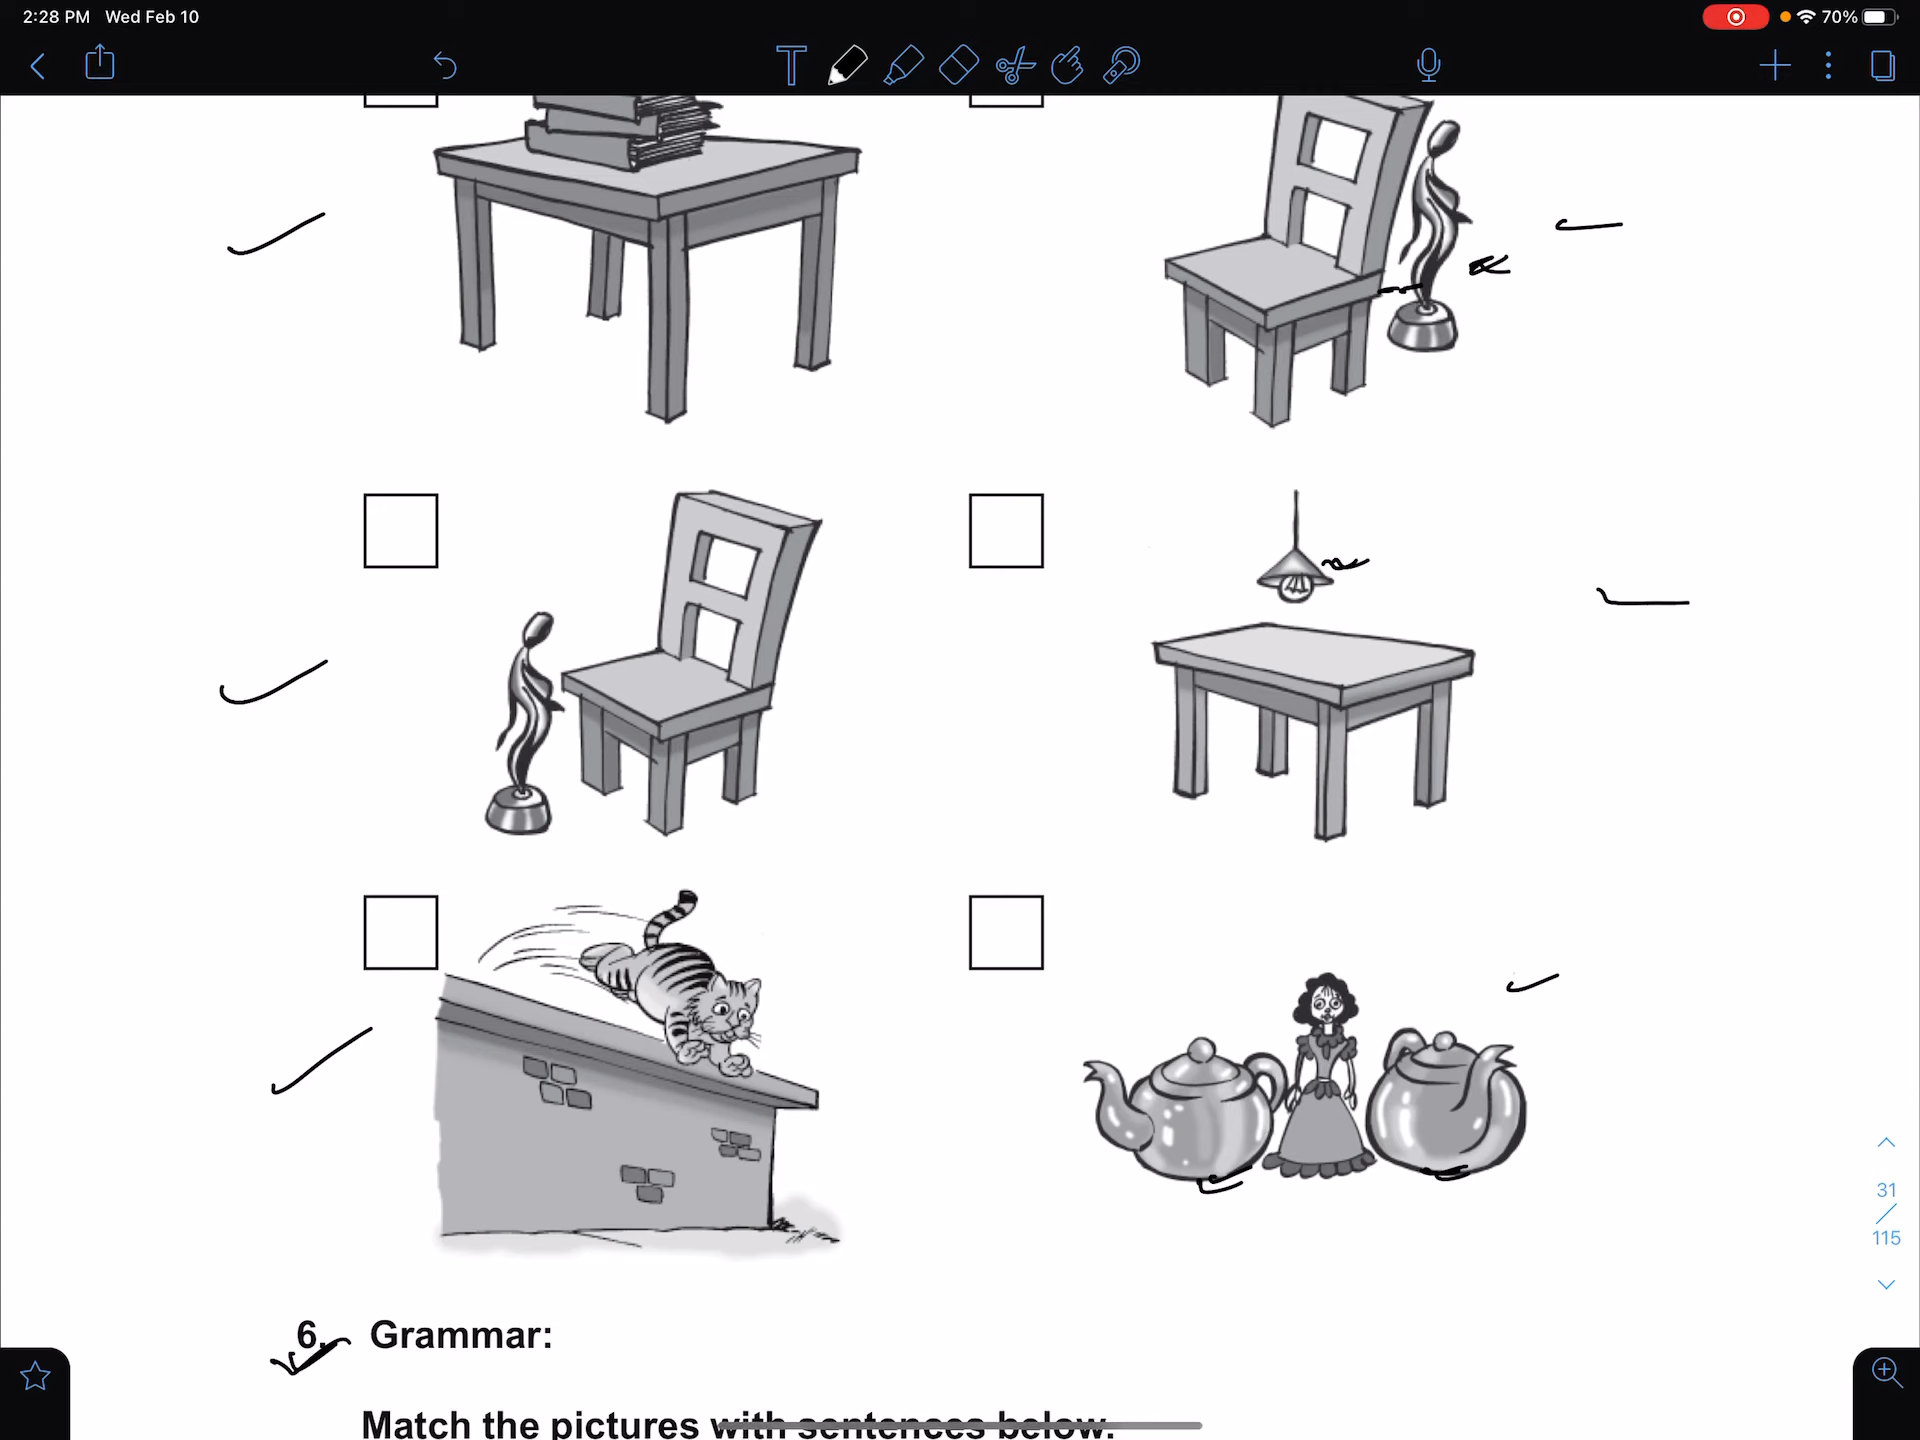 2:28 PM Wed Feb 10
70%
31
115
6. Grammar:
Match the pictures with sentences below.